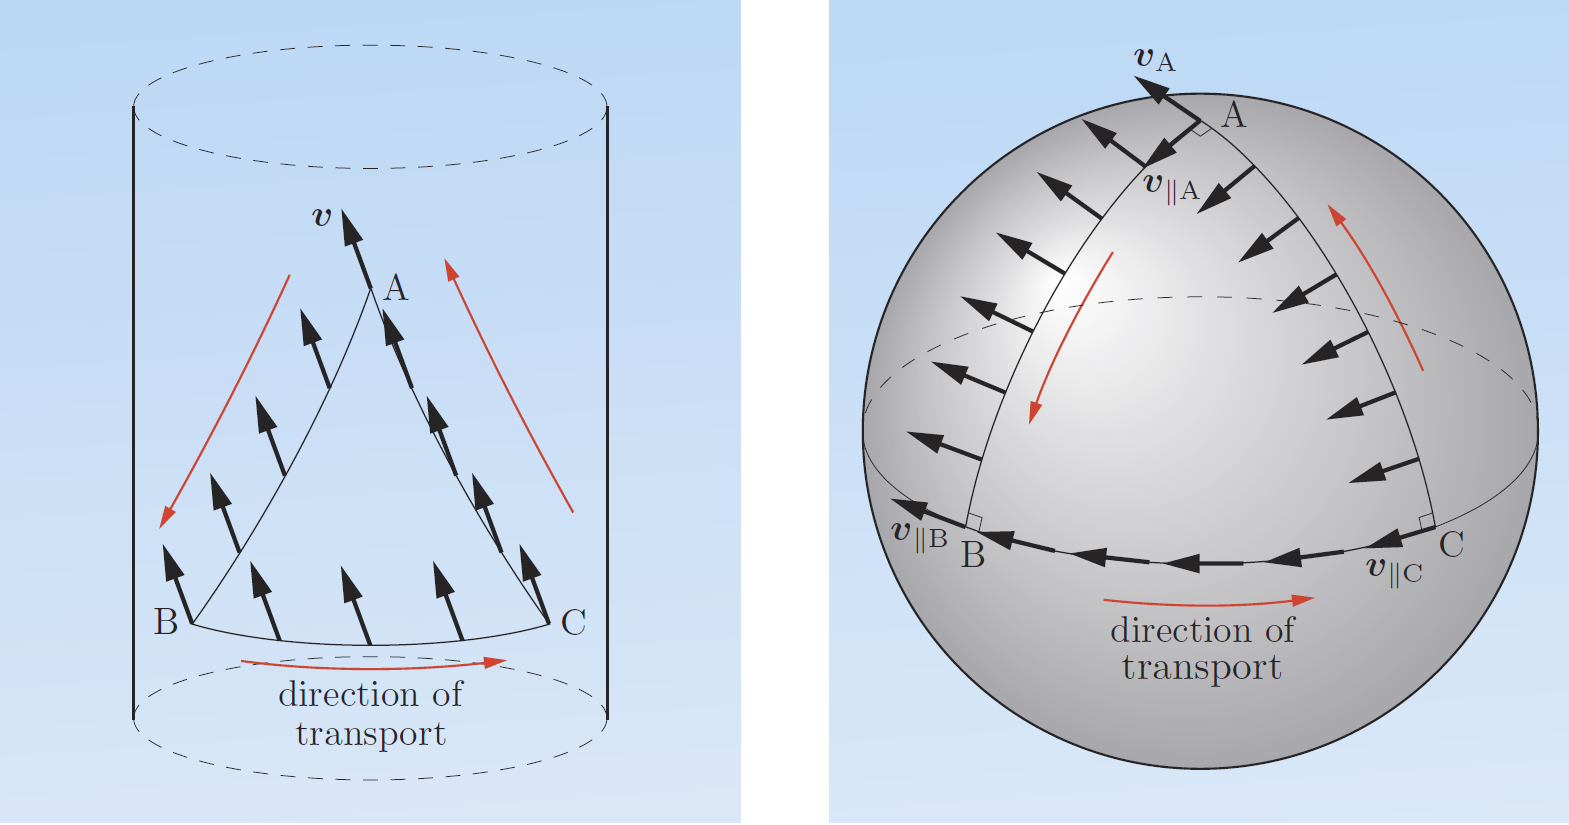 v
A
B
C
direction of
transport
v_A
A
v_∥A
v_∥B
B
C
v_∥C
direction of
transport